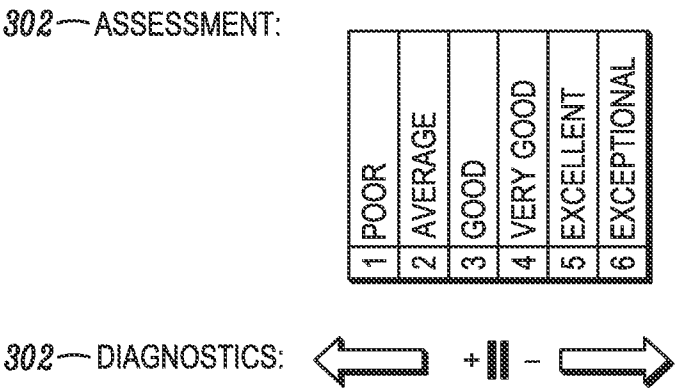 302 ASSESSMENT:
1 POOR
2 AVERAGE
3 GOOD
4 VERY GOOD
5 EXCELLENT
6 EXCEPTIONAL
302 DIAGNOSTICS: + -